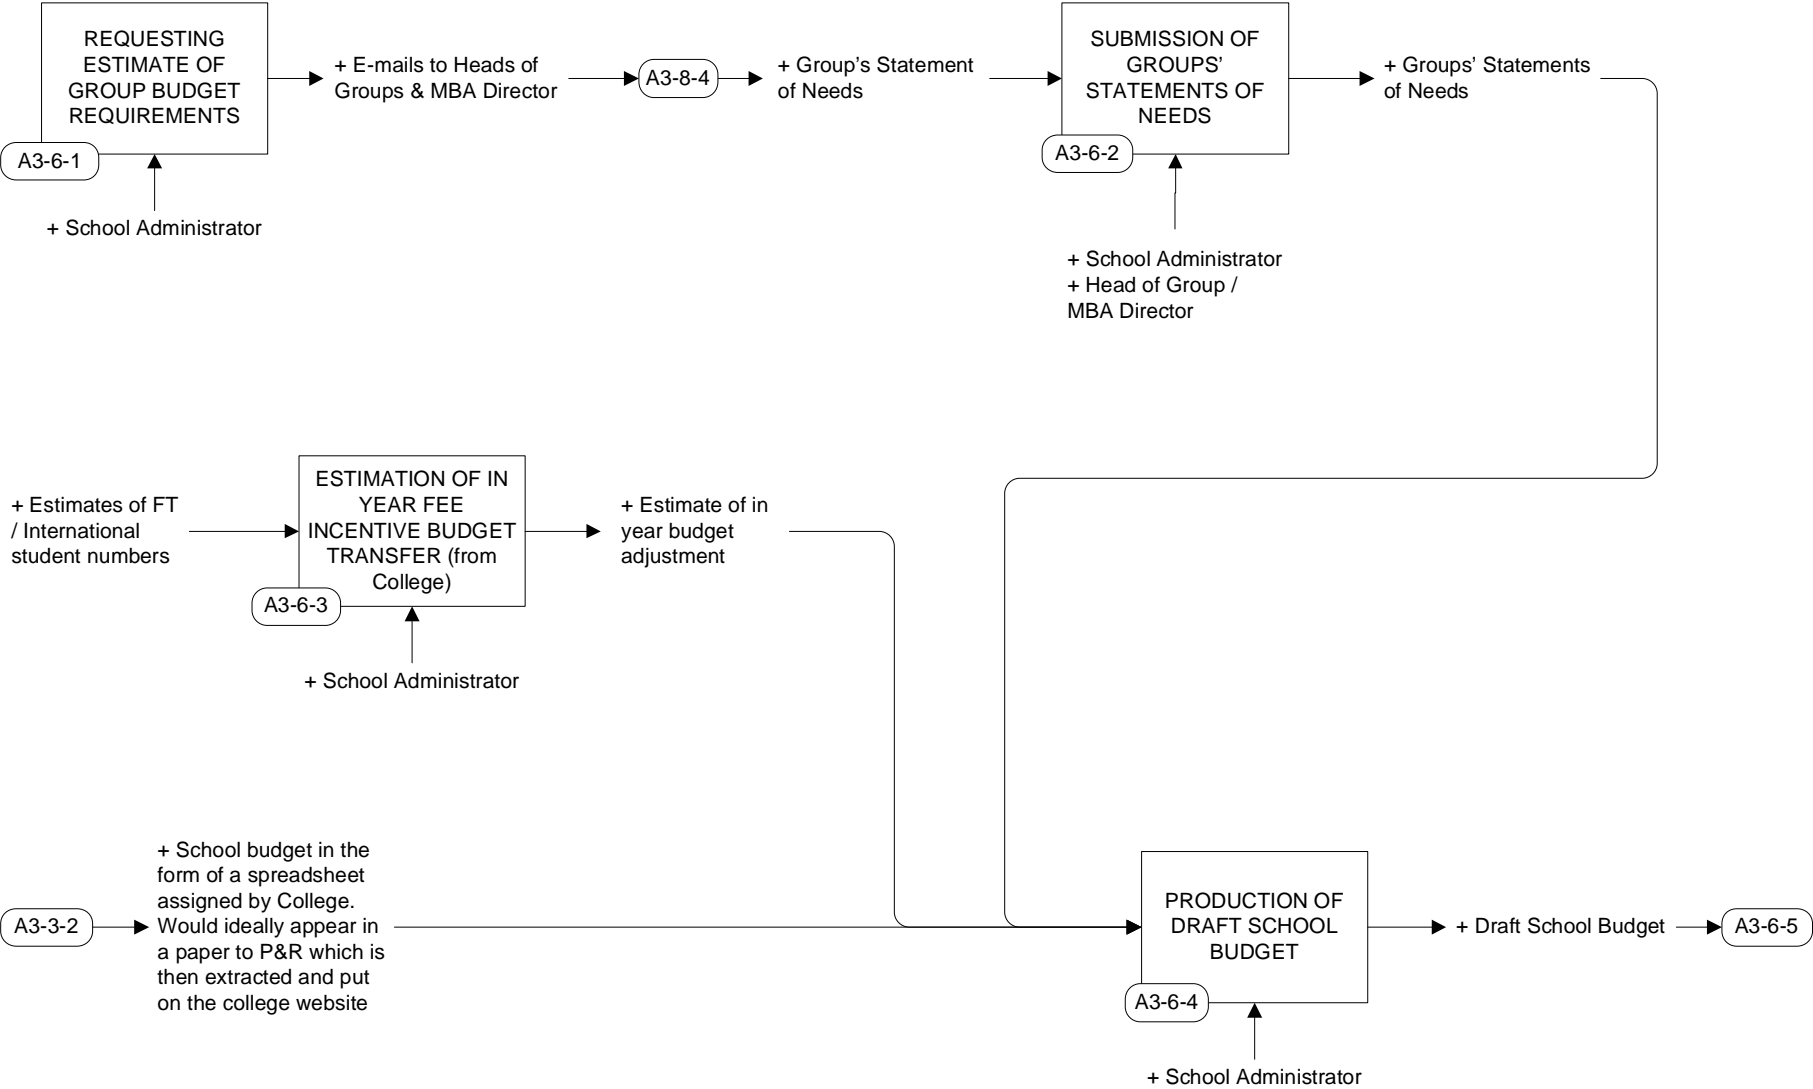 REQUESTING
ESTIMATE OF
GROUP BUDGET
REQUIREMENTS
A3-6-1
+ School Administrator
+ E-mails to Heads of
Groups & MBA Director
A3-8-4
+ Group's Statement
of Needs
SUBMISSION OF
GROUPS'
STATEMENTS OF
NEEDS
A3-6-2
+ School Administrator
+ Head of Group /
MBA Director
+ Groups' Statements
of Needs
+ Estimates of FT
/ International
student numbers
ESTIMATION OF IN
YEAR FEE
INCENTIVE BUDGET
TRANSFER (from
College)
A3-6-3
+ School Administrator
+ Estimate of in
year budget
adjustment
A3-3-2
+ School budget in the
form of a spreadsheet
assigned by College.
Would ideally appear in
a paper to P&R which is
then extracted and put
on the college website
PRODUCTION OF
DRAFT SCHOOL
BUDGET
A3-6-4
+ School Administrator
+ Draft School Budget
A3-6-5